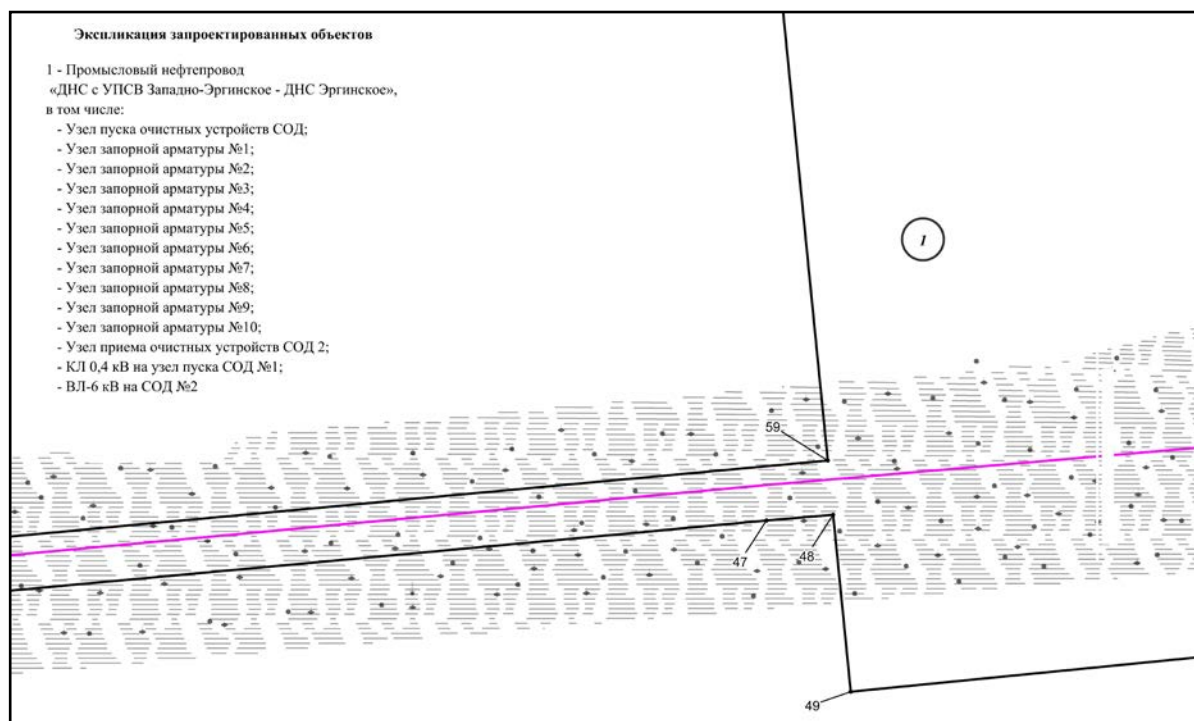 Экспликация запроектированных объектов
1 - Промысловый нефтепровод
«ДНС с УПСВ Западно-Эргинское - ДНС Эргинское»,
в том числе:
- Узел пуска очистных устройств СОД;
- Узел запорной арматуры №1;
- Узел запорной арматуры №2;
- Узел запорной арматуры №3;
- Узел запорной арматуры №4;
- Узел запорной арматуры №5;
- Узел запорной арматуры №6;
- Узел запорной арматуры №7;
- Узел запорной арматуры №8;
- Узел запорной арматуры №9;
- Узел запорной арматуры №10;
- Узел приема очистных устройств СОД 2;
- КЛ 0,4 кВ на узел пуска СОД №1;
- ВЛ-6 кВ на СОД №2
1
59
47
48
49